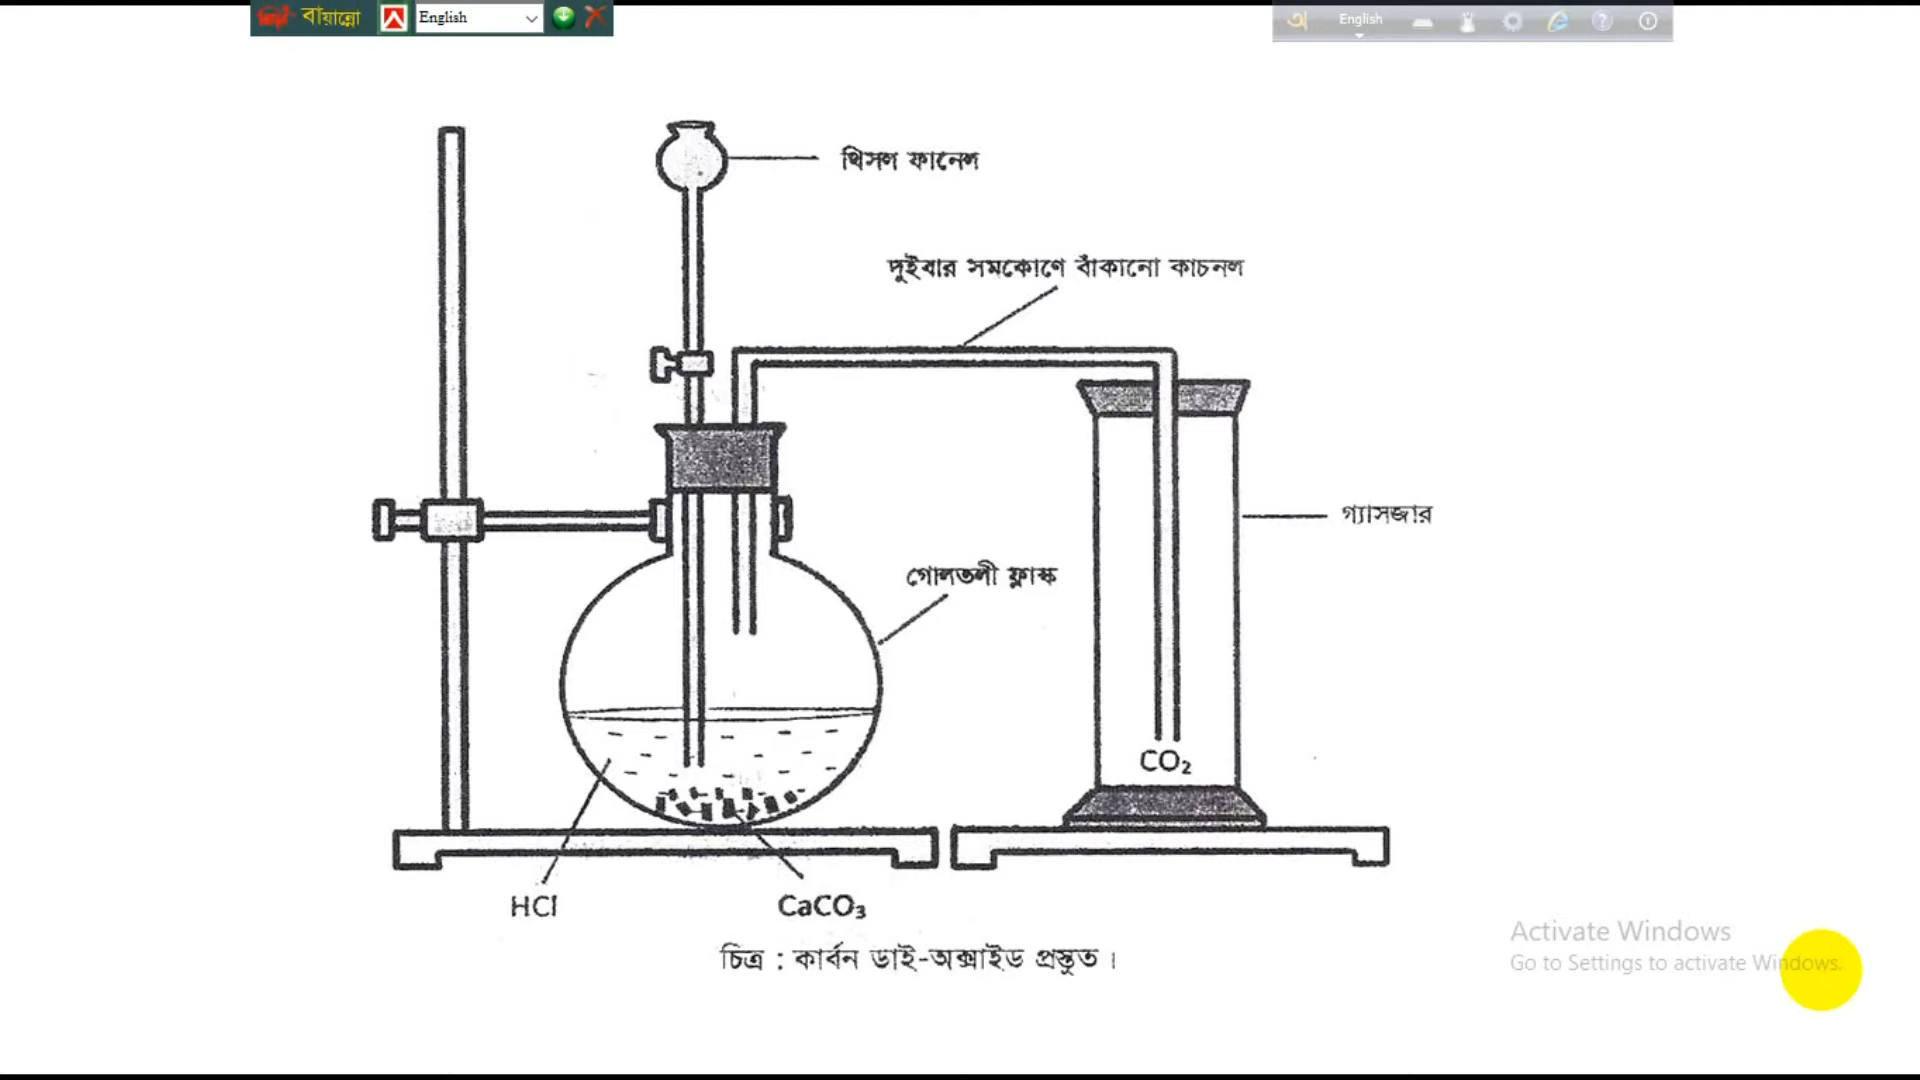 বায়ান্নো
English
অ
English
থিসল ফানেল
দুইবার সমকোণে বাঁকানো কাচনল
গ্যাসজার
গোলতলী ফ্লাস্ক
CO₂
HCl
CaCO₃
চিত্র : কার্বন ডাই-অক্সাইড প্রস্তুত।
Activate Windows
Go to Settings to activate Windows.